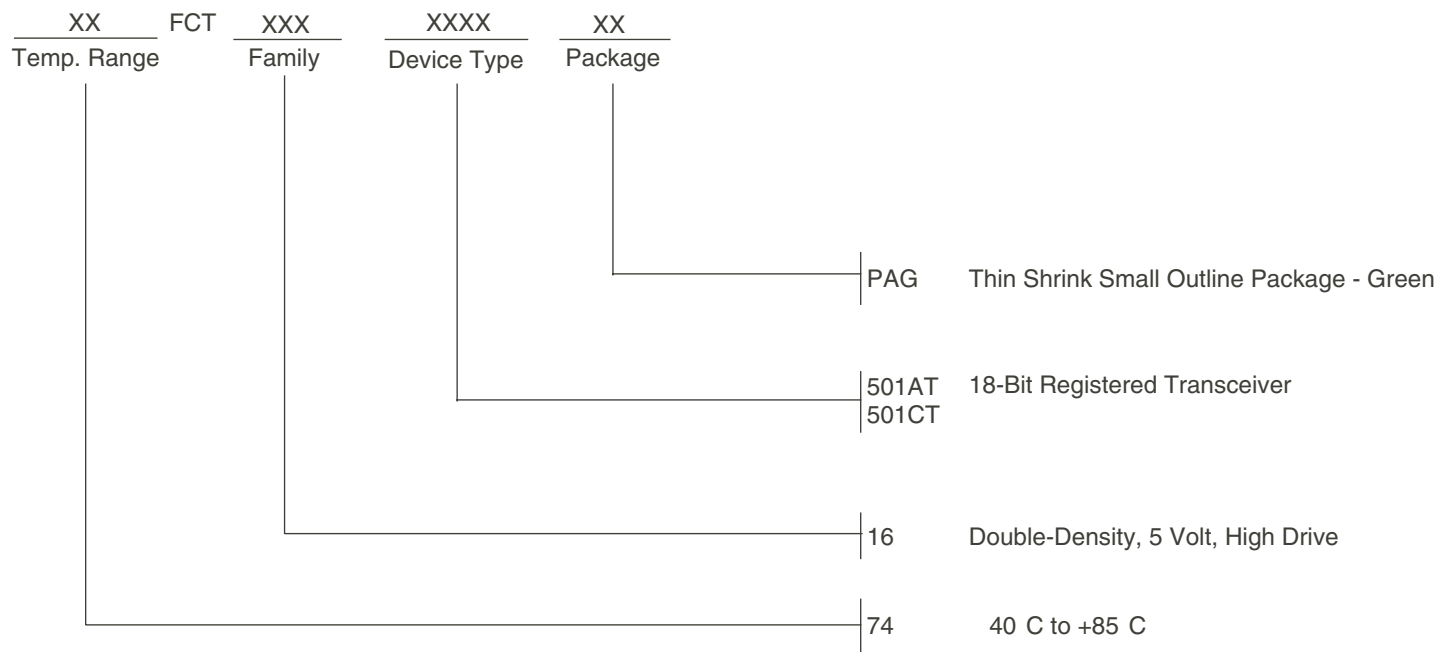 XX FCT XXX XXXX XX
Temp. Range Family Device Type Package
PAG Thin Shrink Small Outline Package - Green
501AT 18-Bit Registered Transceiver
501CT
16 Double-Density, 5 Volt, High Drive
74 40 C to +85 C